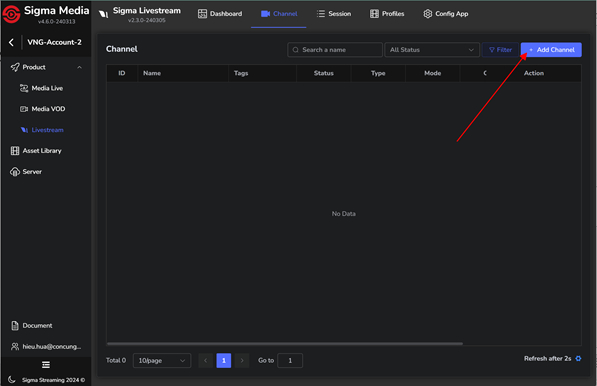 Sigma Media
v4.6.0-240313
VNG-Account-2
Product
Media Live
Media VOD
Livestream
Asset Library
Server
Document
hieu.hua@concung...
Sigma Streaming 2024 ©
Sigma Livestream
v2.3.0-240305
Dashboard
Channel
Session
Profiles
Config App
Channel
Search a name
All Status
Filter
+ Add Channel
ID Name Tags Status Type Mode C Action
No Data
Total 0 10/page 1 Go to 1
Refresh after 2s